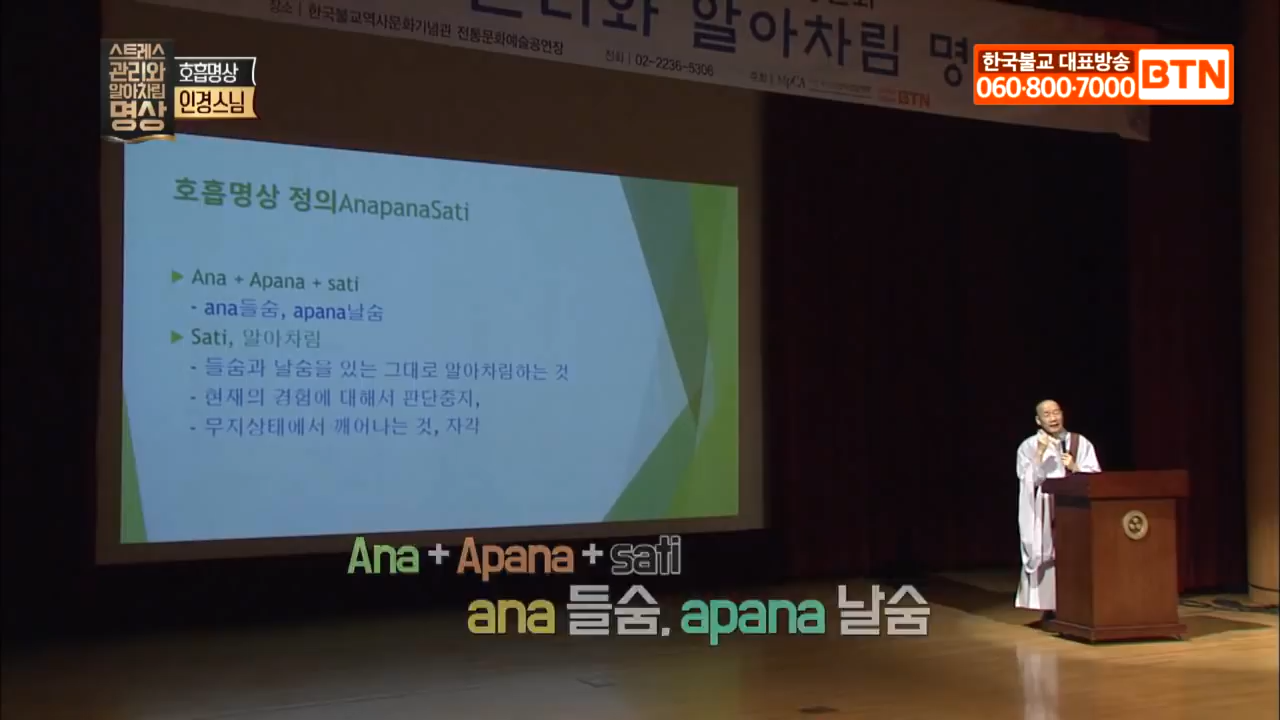 알아차림 명
장소 | 한국불교역사문화기념관 전통문화예술공연장 전화 | 02-2236-5306 주최 | MpCA
BTN
스트레스
관리와
알아차림
명상
호흡명상
인경스님
한국불교 대표방송
060·800·7000
BTN
호흡명상 정의AnapanaSati
Ana + Apana + sati
- ana들숨, apana날숨
Sati, 알아차림
- 들숨과 날숨을 있는 그대로 알아차림하는 것
- 현재의 경험에 대해서 판단중지,
- 무지상태에서 깨어나는 것, 자각
Ana + Apana + sati
ana 들숨, apana 날숨